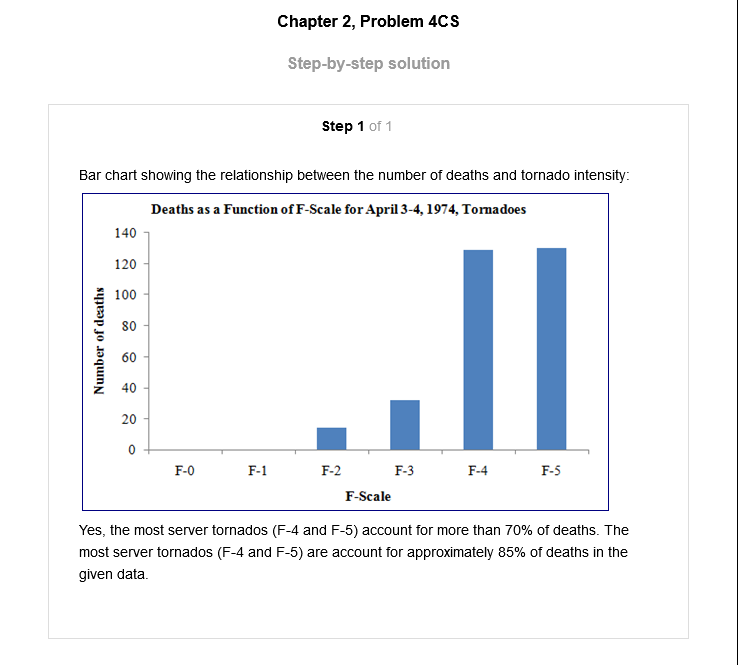 Chapter 2, Problem 4CS
Step-by-step solution
Step 1 of 1
Bar chart showing the relationship between the number of deaths and tornado intensity:
Deaths as a Function of F-Scale for April 3-4, 1974, Tornadoes
140
120
100
80
60
40
20
0
Number of deaths
F-0 F-1 F-2 F-3 F-4 F-5
F-Scale
Yes, the most server tornados (F-4 and F-5) account for more than 70% of deaths. The
most server tornados (F-4 and F-5) are account for approximately 85% of deaths in the
given data.